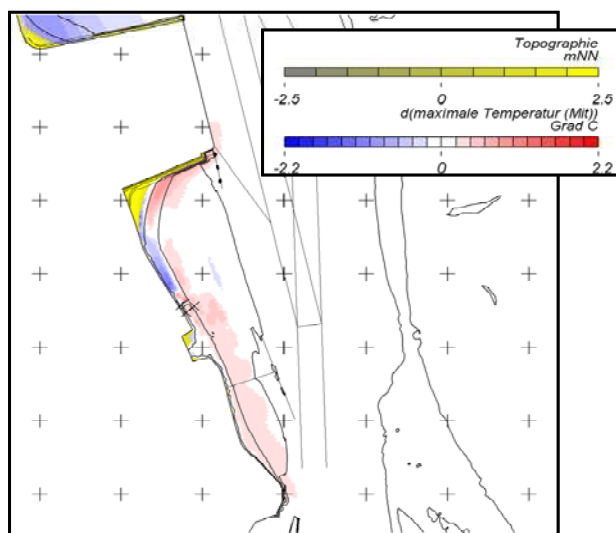 Topographie
mNN
-2.5 0 2.5
d(maximale Temperatur (Mit)
Grad C
-2.2 0 2.2